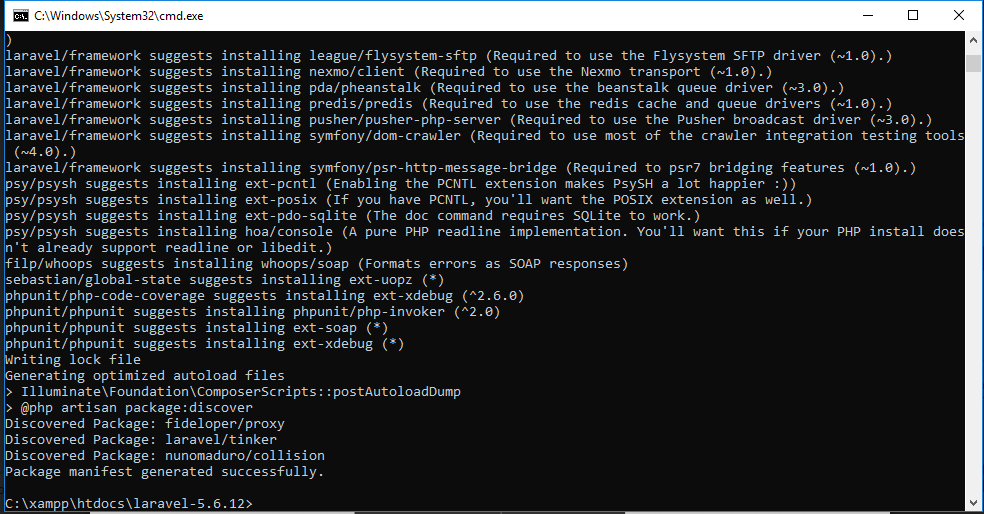 C:\Windows\System32\cmd.exe
)
laravel/framework suggests installing league/flysystem-sftp (Required to use the Flysystem SFTP driver (~1.0).)
laravel/framework suggests installing nexmo/client (Required to use the Nexmo transport (~1.0).)
laravel/framework suggests installing pda/pheanstalk (Required to use the beanstalk queue driver (~3.0).)
laravel/framework suggests installing predis/predis (Required to use the redis cache and queue drivers (~1.0).)
laravel/framework suggests installing pusher/pusher-php-server (Required to use the Pusher broadcast driver (~3.0).)
laravel/framework suggests installing symfony/dom-crawler (Required to use most of the crawler integration testing tools
 (~4.0).)
laravel/framework suggests installing symfony/psr-http-message-bridge (Required to psr7 bridging features (~1.0).)
psy/psysh suggests installing ext-pcntl (Enabling the PCNTL extension makes PsySH a lot happier :))
psy/psysh suggests installing ext-posix (If you have PCNTL, you'll want the POSIX extension as well.)
psy/psysh suggests installing ext-pdo-sqlite (The doc command requires SQLite to work.)
psy/psysh suggests installing hoa/console (A pure PHP readline implementation. You'll want this if your PHP install does
n't already support readline or libedit.)
filp/whoops suggests installing whoops/soap (Formats errors as SOAP responses)
sebastian/global-state suggests installing ext-uopz (*)
phpunit/php-code-coverage suggests installing ext-xdebug (^2.6.0)
phpunit/phpunit suggests installing phpunit/php-invoker (^2.0)
phpunit/phpunit suggests installing ext-soap (*)
phpunit/phpunit suggests installing ext-xdebug (*)
Writing lock file
Generating optimized autoload files
> Illuminate\Foundation\ComposerScripts::postAutoloadDump
> @php artisan package:discover
Discovered Package: fideloper/proxy
Discovered Package: laravel/tinker
Discovered Package: nunomaduro/collision
Package manifest generated successfully.
C:\xampp\htdocs\laravel-5.6.12>